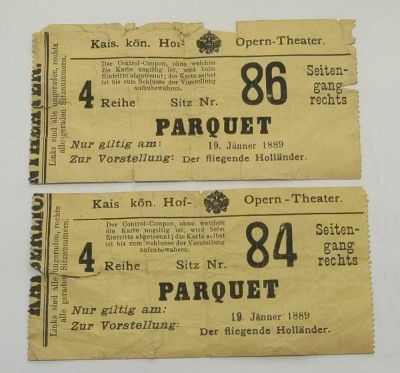 Kais. kön. Hof- Opern-Theater.
Der Control-Coupon, ohne welchen
die Karte ungiltig ist, wird beim
Eintritte abgetrennt; die Karte selbst
ist bis zum Schlusse der Vorstellung
aufzubewahren.
4 Reihe Sitz Nr. 86 Seiten-
gang
rechts
PARQUET
Nur giltig am: 19. Jänner 1889
Zur Vorstellung: Der fliegende Holländer.
Links sind alle ungeraden, rechts
alle geraden Sitznummern.
Kais kön. Hof- Opern-Theater.
Der Control-Coupon, ohne welchen
die Karte ungiltig ist, wird beim
Eintritte abgetrennt; die Karte selbst
ist bis zum Schlusse der Vorstellung
aufzubewahren.
4 Reihe Sitz Nr. 84 Seiten-
gang
rechts
PARQUET
Nur giltig am: 19. Jänner 1889
Zur Vorstellung: Der fliegende Holländer.
Links sind alle ungeraden, rechts
alle geraden Sitznummern.